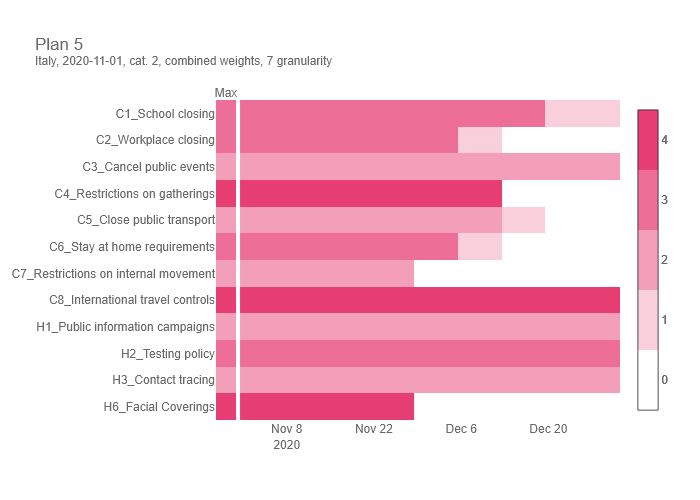 Plan 5
Italy, 2020-11-01, cat. 2, combined weights, 7 granularity
Max
C1_School closing
C2_Workplace closing
C3_Cancel public events
C4_Restrictions on gatherings
C5_Close public transport
C6_Stay at home requirements
C7_Restrictions on internal movement
C8_International travel controls
H1_Public information campaigns
H2_Testing policy
H3_Contact tracing
H6_Facial Coverings
Nov 8
2020
Nov 22
Dec 6
Dec 20
4
3
2
1
0